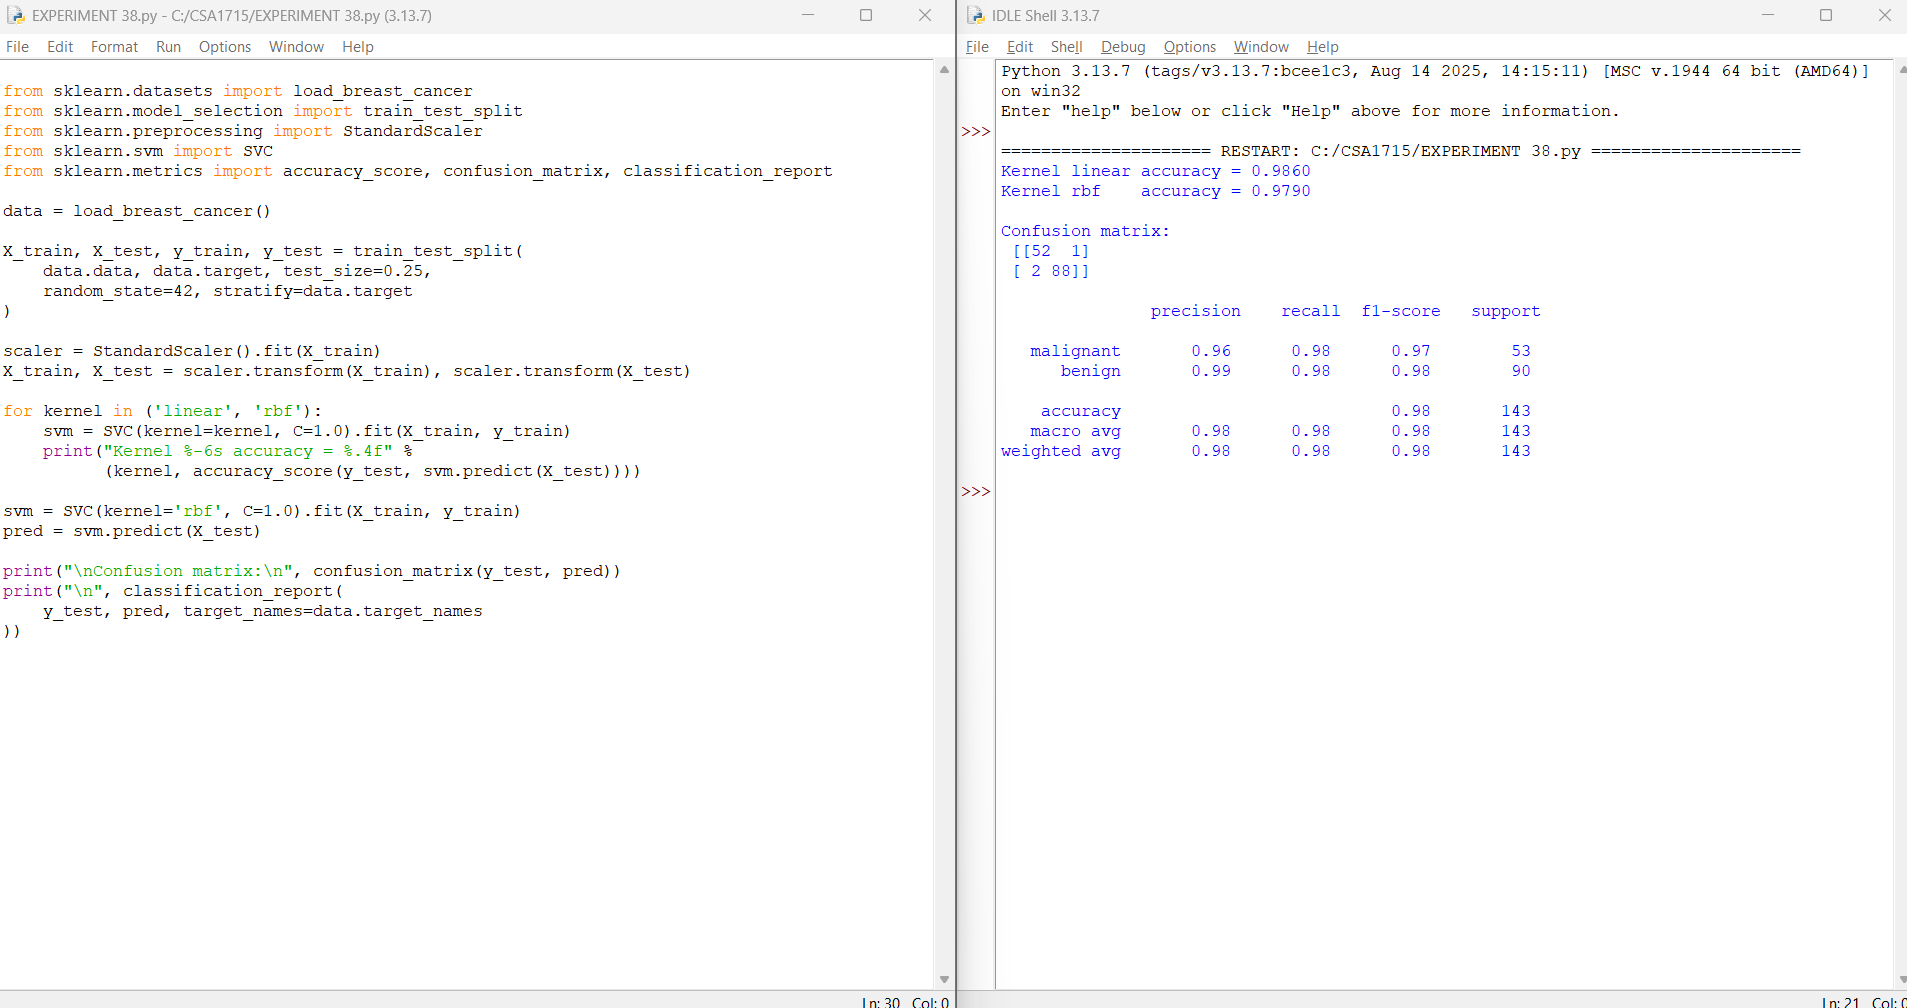 EXPERIMENT 38.py - C:/CSA1715/EXPERIMENT 38.py (3.13.7)
File Edit Format Run Options Window Help
from sklearn.datasets import load_breast_cancer
from sklearn.model_selection import train_test_split
from sklearn.preprocessing import StandardScaler
from sklearn.svm import SVC
from sklearn.metrics import accuracy_score, confusion_matrix, classification_report

data = load_breast_cancer()

X_train, X_test, y_train, y_test = train_test_split(
    data.data, data.target, test_size=0.25,
    random_state=42, stratify=data.target
)

scaler = StandardScaler().fit(X_train)
X_train, X_test = scaler.transform(X_train), scaler.transform(X_test)

for kernel in ('linear', 'rbf'):
    svm = SVC(kernel=kernel, C=1.0).fit(X_train, y_train)
    print("Kernel %-6s accuracy = %.4f" %
          (kernel, accuracy_score(y_test, svm.predict(X_test))))

svm = SVC(kernel='rbf', C=1.0).fit(X_train, y_train)
pred = svm.predict(X_test)

print("\nConfusion matrix:\n", confusion_matrix(y_test, pred))
print("\n", classification_report(
    y_test, pred, target_names=data.target_names
))
Ln: 30 Col: 0
IDLE Shell 3.13.7
File Edit Shell Debug Options Window Help
Python 3.13.7 (tags/v3.13.7:bcee1c3, Aug 14 2025, 14:15:11) [MSC v.1944 64 bit (AMD64)]
on win32
Enter "help" below or click "Help" above for more information.
>>>
===================== RESTART: C:/CSA1715/EXPERIMENT 38.py =====================
Kernel linear accuracy = 0.9860
Kernel rbf    accuracy = 0.9790

Confusion matrix:
 [[52  1]
 [ 2 88]]

               precision    recall  f1-score   support

   malignant       0.96      0.98      0.97        53
      benign       0.99      0.98      0.98        90

    accuracy                           0.98       143
   macro avg       0.98      0.98      0.98       143
weighted avg       0.98      0.98      0.98       143

>>>
Ln: 21 Col: 0